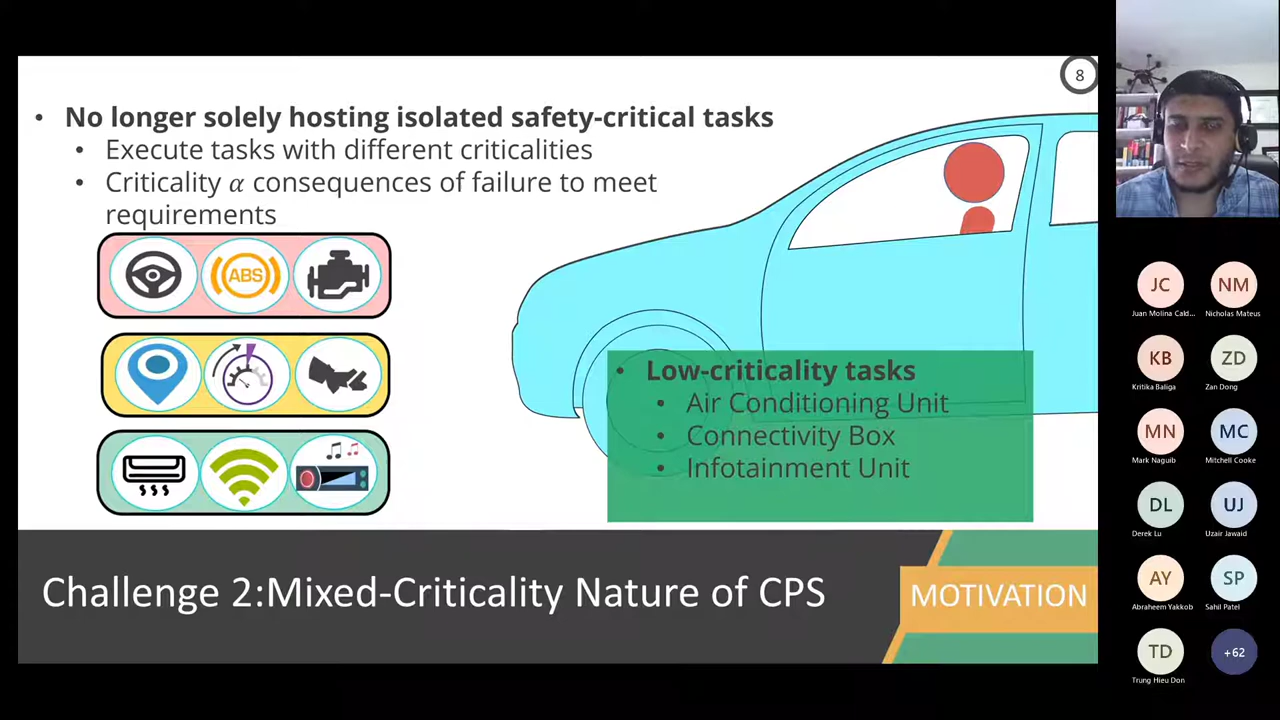 8
• No longer solely hosting isolated safety-critical tasks
• Execute tasks with different criticalities
• Criticality α consequences of failure to meet
requirements
ABS
• Low-criticality tasks
• Air Conditioning Unit
• Connectivity Box
• Infotainment Unit
Challenge 2:Mixed-Criticality Nature of CPS
MOTIVATION
JC
NM
Juan Molina Cald...
Nicholas Mateus
KB
ZD
Kritika Baliga
Zan Dong
MN
MC
Mark Naguib
Mitchell Cooke
DL
UJ
Derek Lu
Uzair Jawaid
AY
SP
Abraheem Yakkob
Sahil Patel
TD
+62
Trung Hieu Don